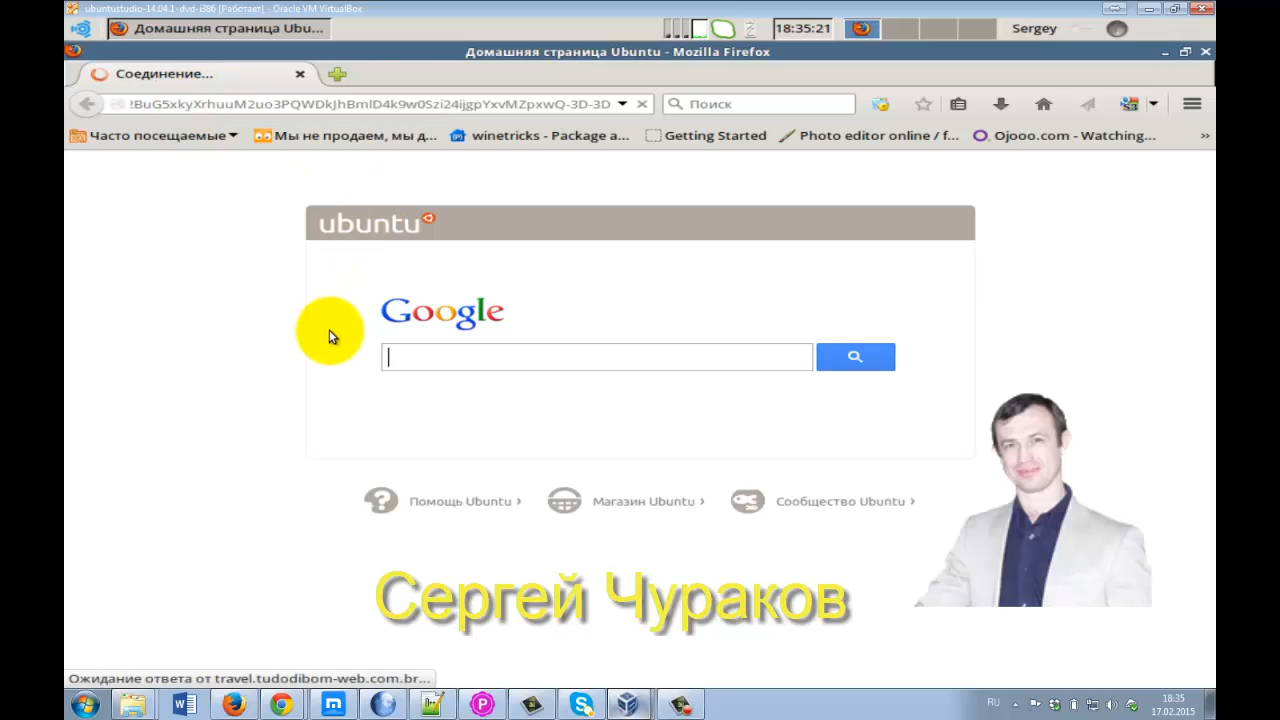 ubuntustudio-14.04.1-dvd-i386 [Работает] - Oracle VM VirtualBox
Домашняя страница Ubu...
18:35:21
Sergey
Домашняя страница Ubuntu - Mozilla Firefox
Соединение...
!BuG5xkyXrhuuM2uo3PQWDkJhBmlD4k9w0Szi24ijgpYxvMZpxwQ-3D-3D
Поиск
Часто посещаемые
Мы не продаем, мы д...
winetricks - Package a...
Getting Started
Photo editor online / f...
Ojooo.com - Watching...
ubuntu
Google
Помощь Ubuntu ›
Магазин Ubuntu ›
Сообщество Ubuntu ›
Сергей Чураков
Ожидание ответа от travel.tudodibom-web.com.br...
RU
18:35
17.02.2015